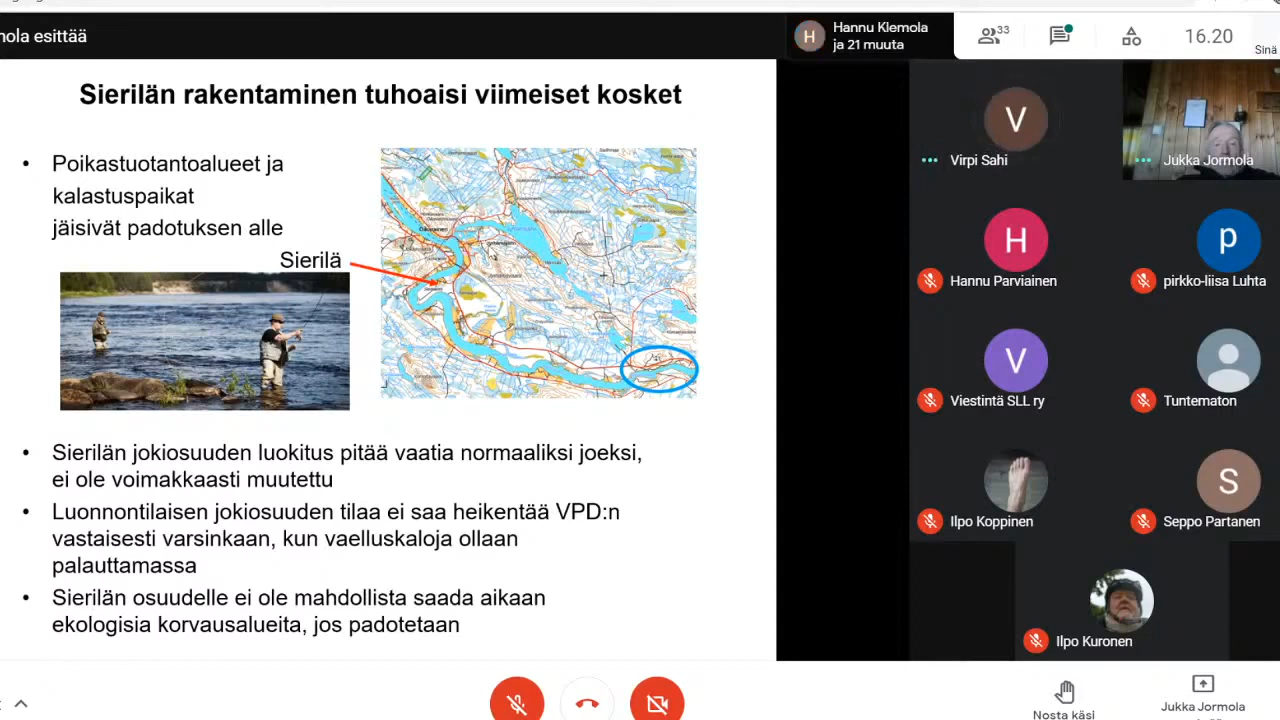 nola esittää
H
Hannu Klemola
ja 21 muuta
33
16.20
Sinä
Sierilän rakentaminen tuhoaisi viimeiset kosket
• Poikastuotantoalueet ja
kalastuspaikat
jäisivät padotuksen alle
Sierilä
• Sierilän jokiosuuden luokitus pitää vaatia normaaliksi joeksi,
ei ole voimakkaasti muutettu
• Luonnontilaisen jokiosuuden tilaa ei saa heikentää VPD:n
vastaisesti varsinkaan, kun vaelluskaloja ollaan
palauttamassa
• Sierilän osuudelle ei ole mahdollista saada aikaan
ekologisia korvausalueita, jos padotetaan
V
Virpi Sahi
Jukka Jormola
H
Hannu Parviainen
p
pirkko-liisa Luhta
V
Viestintä SLL ry
Tuntematon
Ilpo Koppinen
S
Seppo Partanen
Ilpo Kuronen
Nosta käsi
Jukka Jormola